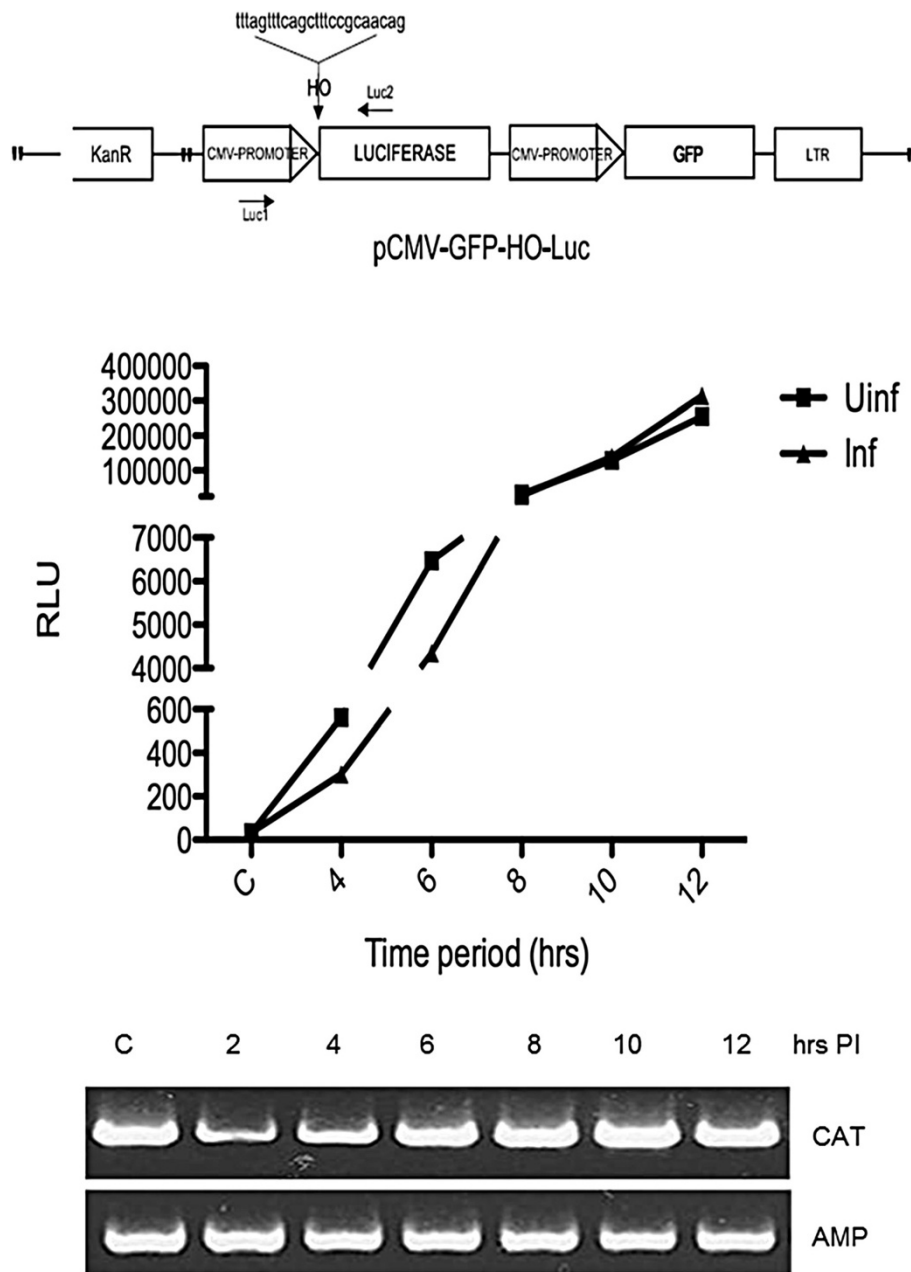 tttagtttcagctttccgcaacag
HO
Luc2
KanR
CMV-PROMOTER
LUCIFERASE
CMV-PROMOTER
GFP
LTR
Luc1
pCMV-GFP-HO-Luc
400000
300000
200000
100000
7000
6000
5000
4000
600
400
200
0
RLU
Uinf
Inf
C 4 6 8 10 12
Time period (hrs)
C 2 4 6 8 10 12 hrs PI
CAT
AMP